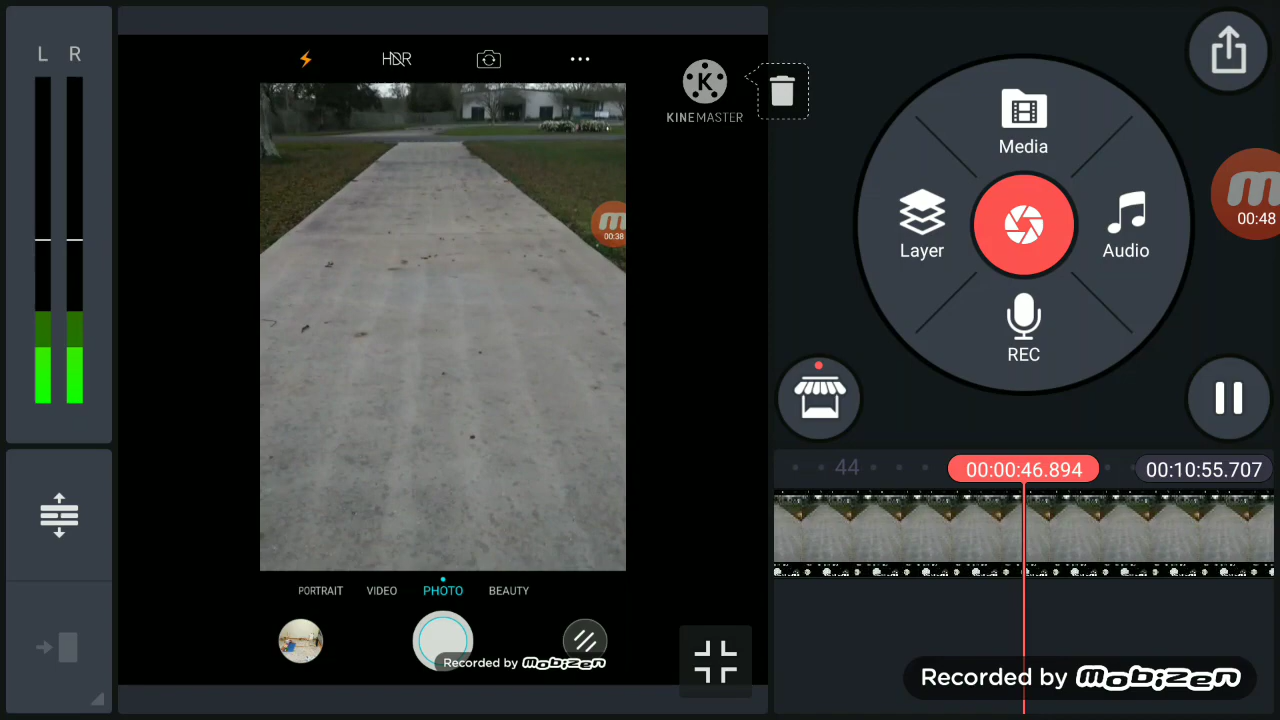 L R
HDR
KINEMASTER
00:38
PORTRAIT VIDEO PHOTO BEAUTY
Recorded by Mobizen
Media
Layer
Audio
REC
00:48
44
00:00:46.894
00:10:55.707
Recorded by Mobizen